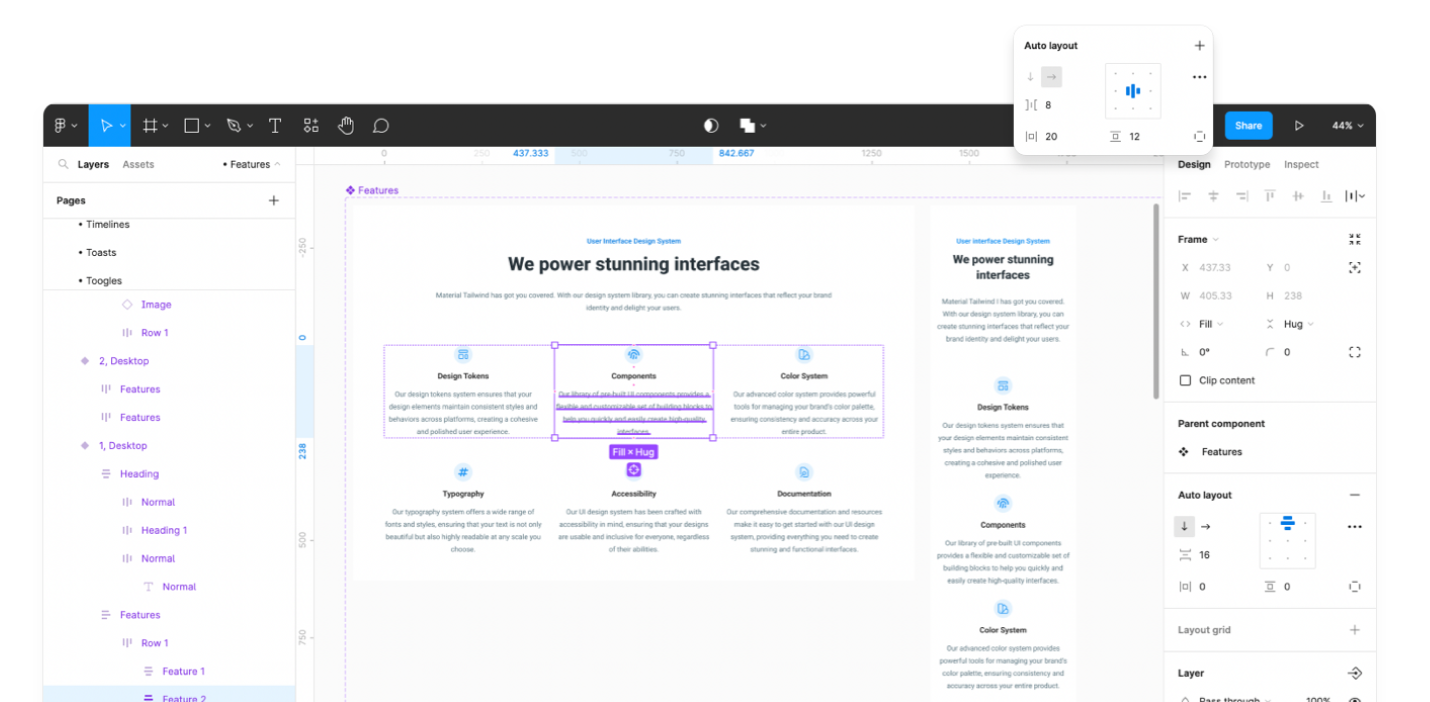 Auto layout
8
20
12
Share
44%
Layers
Assets
• Features
Pages
• Timelines
• Toasts
• Toogles
Image
Row 1
2, Desktop
Features
Features
1, Desktop
Heading
Normal
Heading 1
Normal
Normal
Features
Row 1
Feature 1
Feature 2
0
250
437.333
500
750
842.667
1250
1500
-250
0
238
500
750
Features
User Interface Design System
We power stunning interfaces
Material Tailwind has got you covered. With our design system library, you can create stunning interfaces that reflect your brand
identity and delight your users.
Design Tokens
Our design tokens system ensures that your
design elements maintain consistent styles and
behaviors across platforms, creating a cohesive
and polished user experience.
Components
Our library of pre-built UI components provides a
flexible and customizable set of building blocks to
help you quickly and easily create high-quality
interfaces.
Fill × Hug
Color System
Our advanced color system provides powerful
tools for managing your brand's color palette,
ensuring consistency and accuracy across your
entire product.
Typography
Our typography system offers a wide range of
fonts and styles, ensuring that your text is not only
beautiful but also highly readable at any scale you
choose.
Accessibility
Our UI design system has been crafted with
accessibility in mind, ensuring that your designs
are usable and inclusive for everyone, regardless
of their abilities.
Documentation
Our comprehensive documentation and resources
make it easy to get started with our UI design
system, providing everything you need to create
stunning and functional interfaces.
User Interface Design System
We power stunning
interfaces
Material Tailwind I has got you covered.
With our design system library, you can
create stunning interfaces that reflect your
brand identity and delight your users.
Design Tokens
Our design tokens system ensures that
your design elements maintain consistent
styles and behaviors across platforms,
creating a cohesive and polished user
experience.
Components
Our library of pre-built UI components
provides a flexible and customizable set of
building blocks to help you quickly and
easily create high-quality interfaces.
Color System
Our advanced color system provides
powerful tools for managing your brand's
color palette, ensuring consistency and
accuracy across your entire product.
Design
Prototype
Inspect
Frame
X 437.33
Y 0
W 405.33
H 238
Fill
Hug
0°
0
Clip content
Parent component
Features
Auto layout
16
0
0
Layout grid
Layer
Pass through
100%